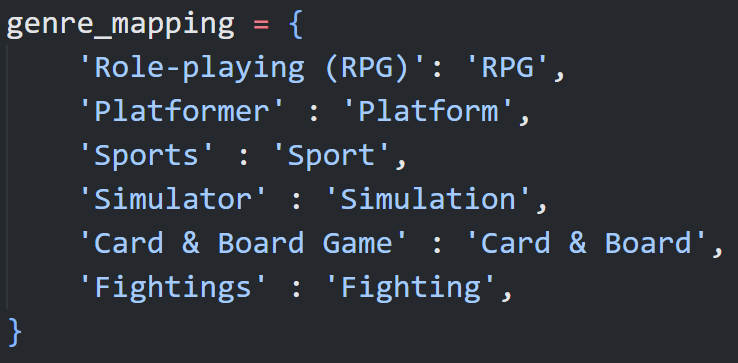 genre_mapping = {
    'Role-playing (RPG)': 'RPG',
    'Platformer' : 'Platform',
    'Sports' : 'Sport',
    'Simulator' : 'Simulation',
    'Card & Board Game' : 'Card & Board',
    'Fightings' : 'Fighting',
}